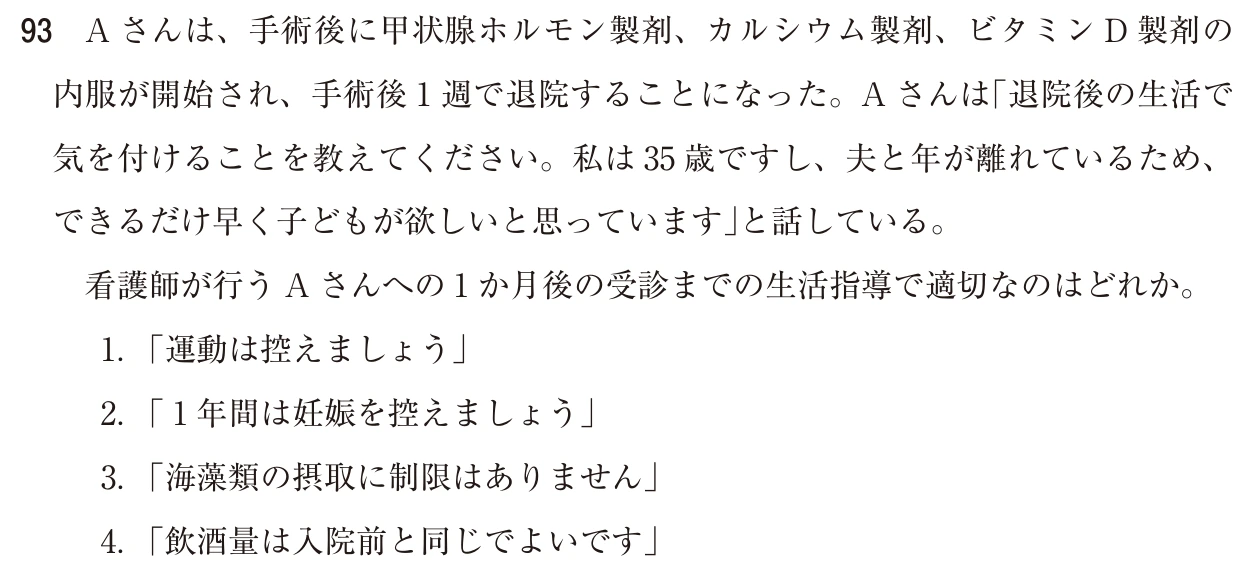 93 Aさんは、手術後に甲状腺ホルモン製剤、カルシウム製剤、ビタミンD製剤の
内服が開始され、手術後1週で退院することになった。Aさんは「退院後の生活で
気を付けることを教えてください。私は35歳ですし、夫と年が離れているため、
できるだけ早く子どもが欲しいと思っています」と話している。
看護師が行うAさんへの1か月後の受診までの生活指導で適切なのはどれか。
1. 「運動は控えましょう」
2. 「1年間は妊娠を控えましょう」
3. 「海藻類の摂取に制限はありません」
4. 「飲酒量は入院前と同じでよいです」